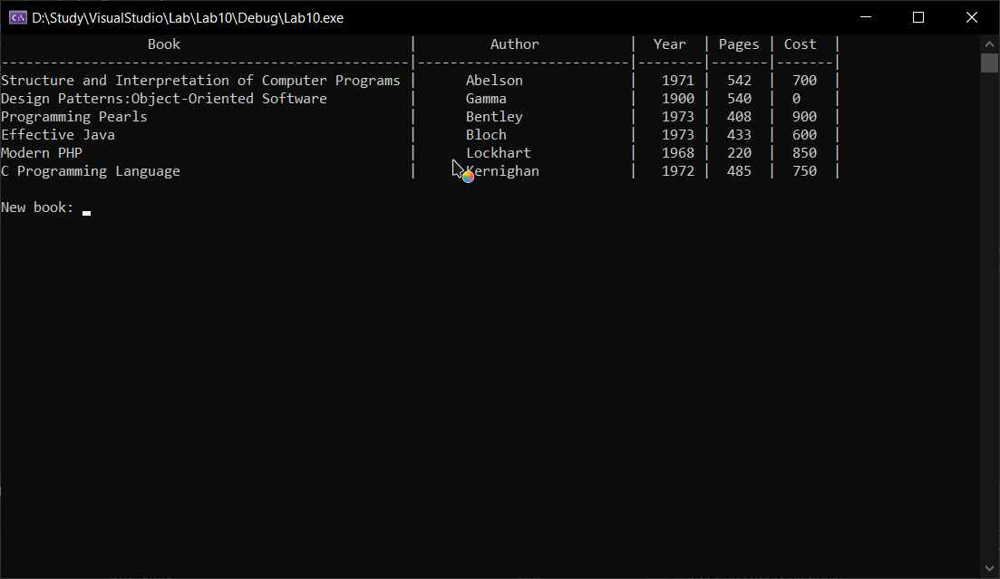 D:\Study\VisualStudio\Lab\Lab10\Debug\Lab10.exe
Book | Author | Year | Pages | Cost |
--------------------------------------------------|--------------------------|--------|-------|-------|
Structure and Interpretation of Computer Programs | Abelson | 1971 | 542 | 700 |
Design Patterns:Object-Oriented Software | Gamma | 1900 | 540 | 0 |
Programming Pearls | Bentley | 1973 | 408 | 900 |
Effective Java | Bloch | 1973 | 433 | 600 |
Modern PHP | Lockhart | 1968 | 220 | 850 |
C Programming Language | Kernighan | 1972 | 485 | 750 |
New book: